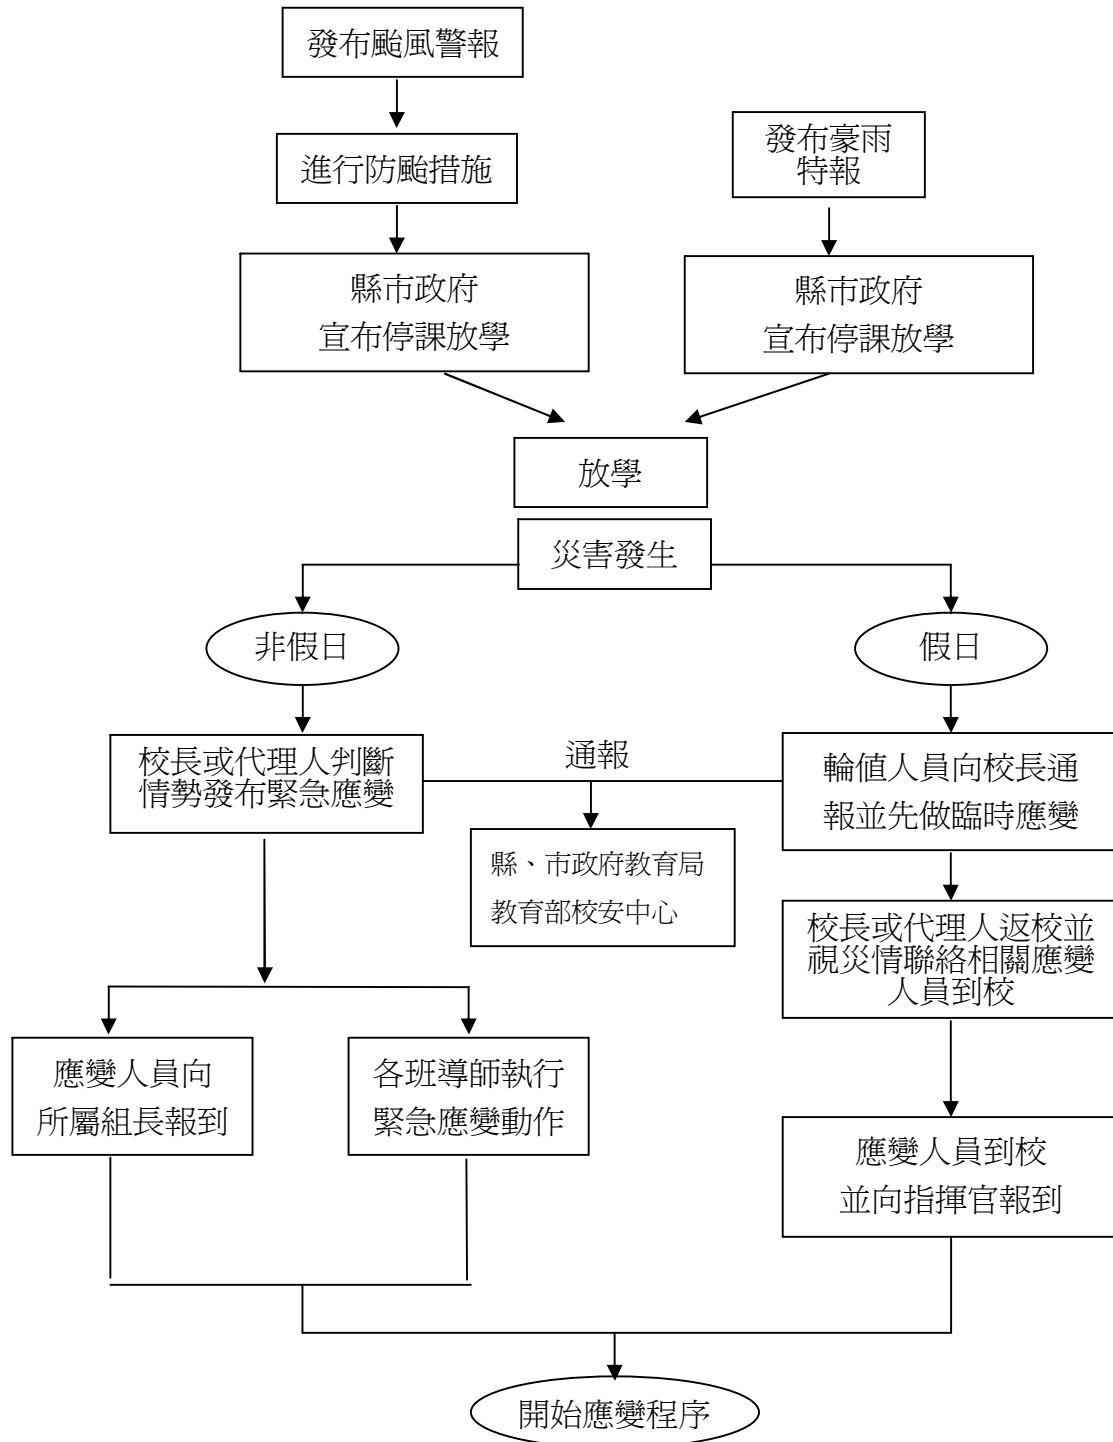 發布颱風警報
進行防颱措施
發布豪雨
特報
縣市政府
宣布停課放學
縣市政府
宣布停課放學
放學
災害發生
非假日
假日
校長或代理人判斷
情勢發布緊急應變
通報
輪值人員向校長通
報並先做臨時應變
縣、市政府教育局
教育部校安中心
校長或代理人返校並
視災情聯絡相關應變
人員到校
應變人員向
所屬組長報到
各班導師執行
緊急應變動作
應變人員到校
並向指揮官報到
開始應變程序